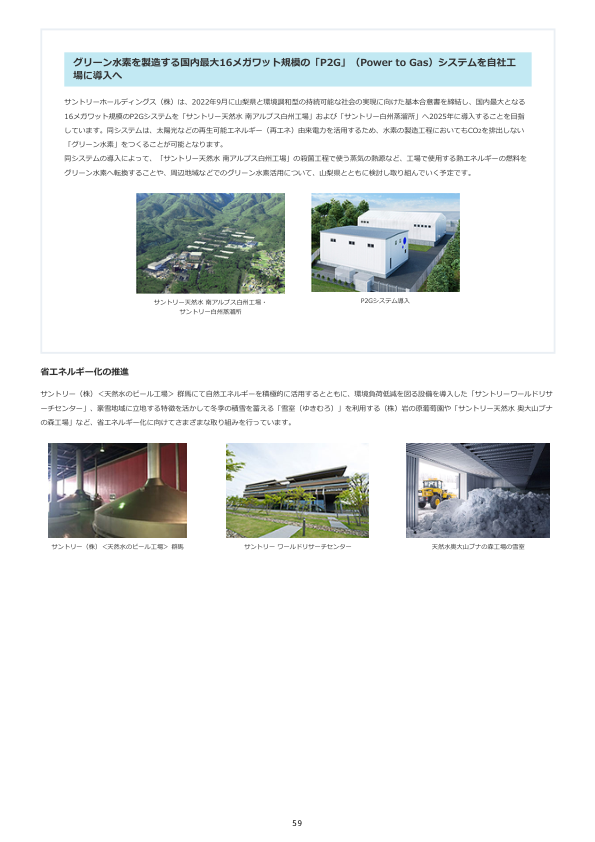 グリーン水素を製造する国内最大16メガワット規模の「P2G」（Power to Gas）システムを自社工
場に導入へ
サントリーホールディングス（株）は、2022年9月に山梨県と環境調和型の持続可能な社会の実現に向けた基本合意書を締結し、国内最大となる
16メガワット規模のP2Gシステムを「サントリー天然水 南アルプス白州工場」および「サントリー白州蒸溜所」へ2025年に導入することを目指
しています。同システムは、太陽光などの再生可能エネルギー（再エネ）由来電力を活用するため、水素の製造工程においてもCO₂を排出しない
「グリーン水素」をつくることが可能となります。
同システムの導入によって、「サントリー天然水 南アルプス白州工場」の殺菌工程で使う蒸気の熱源など、工場で使用する熱エネルギーの燃料を
グリーン水素へ転換することや、周辺地域などでのグリーン水素活用について、山梨県とともに検討し取り組んでいく予定です。
サントリー天然水 南アルプス白州工場・
サントリー白州蒸溜所
P2Gシステム導入
省エネルギー化の推進
サントリー（株）＜天然水のビール工場＞ 群馬にて自然エネルギーを積極的に活用するとともに、環境負荷低減を図る設備を導入した「サントリーワールドリサ
ーチセンター」、豪雪地域に立地する特徴を活かして冬季の積雪を蓄える「雪室（ゆきむろ）」を利用する（株）岩の原葡萄園や「サントリー天然水 奥大山ブナ
の森工場」など、省エネルギー化に向けてさまざまな取り組みを行っています。
サントリー（株）＜天然水のビール工場＞ 群馬
サントリー ワールドリサーチセンター
天然水奥大山ブナの森工場の雪室
59